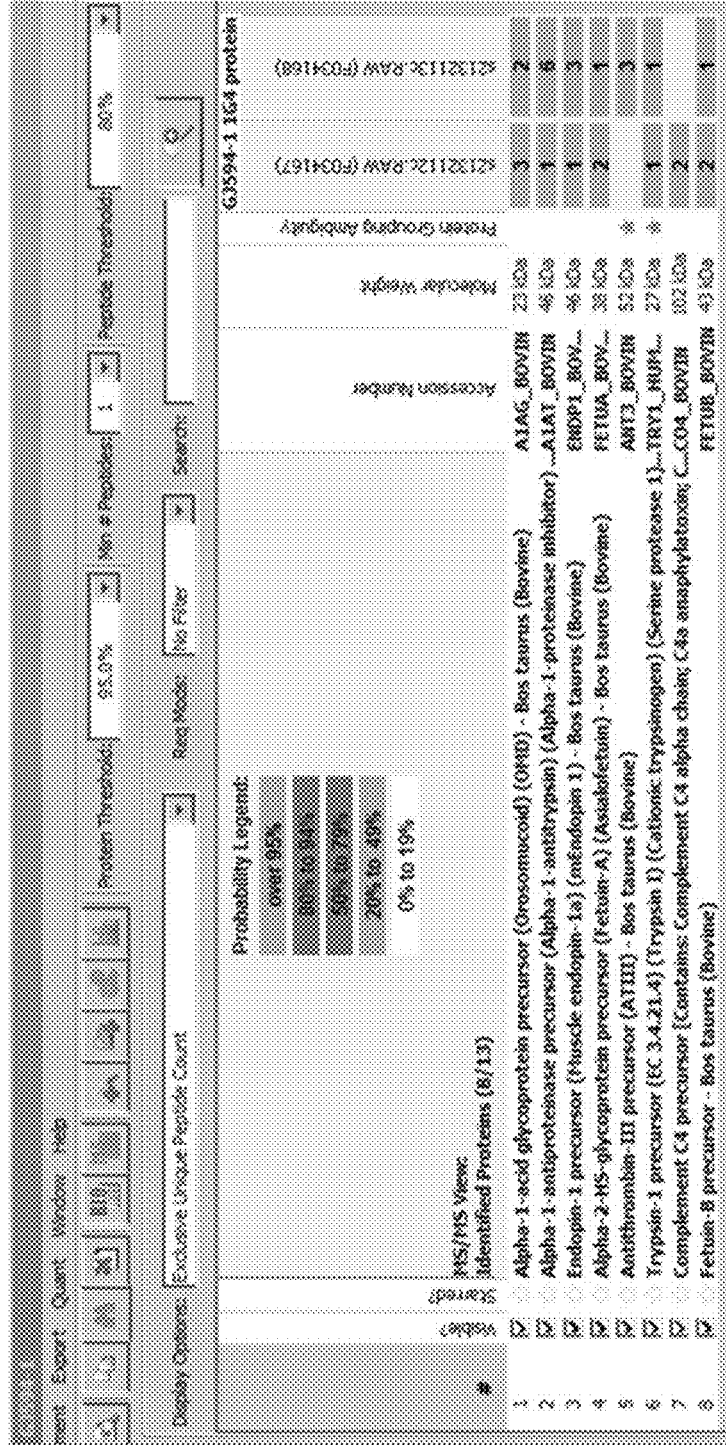 ment Export Quant Window Help
Protein Threshold: 95.0% Min # Peptides: 1 Peptide Threshold: 80%
Display Options: Exclusive Unique Peptide Count Req Mods: No Filter Search:
Probability Legend:
over 95%
80% to 94%
50% to 79%
20% to 49%
0% to 19%
MS/MS View:
Identified Proteins (8/13)
# Visible? Starred? Accession Number Molecular Weight Protein Grouping Ambiguity
G3594-1 1G4 protein
s2132112c.RAW (F034167) s2132113c.RAW (F034168)
1 Alpha-1-acid glycoprotein precursor (Orosomucoid) (OMD) - Bos taurus (Bovine) A1AG_BOVIN 23 kDa 3 2
2 Alpha-1-antiproteinase precursor (Alpha-1-antitrypsin) (Alpha-1-proteinase inhibitor) ... A1AT_BOVIN 46 kDa 1 6
3 Endopin-1 precursor (Muscle endopin-1a) (mEndopin 1) - Bos taurus (Bovine) ENDP1_BOV... 46 kDa 1 3
4 Alpha-2-HS-glycoprotein precursor (Fetuin-A) (Asialofetuin) - Bos taurus (Bovine) FETUA_BOV... 38 kDa 2 1
5 Antithrombin-III precursor (ATIII) - Bos taurus (Bovine) ANT3_BOVIN 52 kDa * 3
6 Trypsin-1 precursor (EC 3.4.21.4) (Trypsin I) (Cationic trypsinogen) (Serine protease 1)... TRY1_HUM... 27 kDa * 1 1
7 Complement C4 precursor [Contains: Complement C4 alpha chain; C4a anaphylatoxin; C... CO4_BOVIN 102 kDa 2
8 Fetuin-B precursor - Bos taurus (Bovine) FETUB_BOVIN 43 kDa 2 1